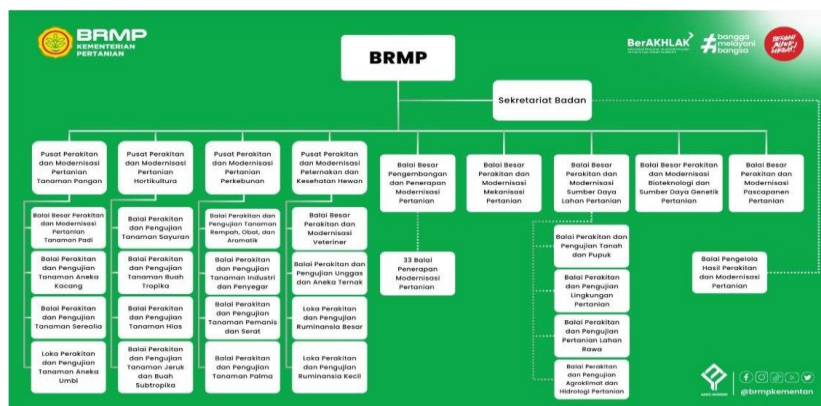 BRMP
KEMENTERIAN
PERTANIAN
BerAKHLAK
#bangga
melayani
bangsa
BRMP
Sekretariat Badan
Pusat Perakitan
dan Modernisasi
Pertanian
Tanaman Pangan
Pusat Perakitan
dan Modernisasi
Pertanian
Hortikultura
Pusat Perakitan
dan Modernisasi
Pertanian
Perkebunan
Pusat Perakitan
dan Modernisasi
Peternakan dan
Kesehatan Hewan
Balai Besar
Pengembangan
dan Penerapan
Modernisasi
Pertanian
Balai Besar
Perakitan dan
Modernisasi
Mekanisasi
Pertanian
Balai Besar
Perakitan dan
Modernisasi
Sumber Daya
Lahan Pertanian
Balai Besar Perakitan
dan Modernisasi
Bioteknologi dan
Sumber Daya Genetik
Pertanian
Balai Besar
Perakitan dan
Modernisasi
Pascapanen
Pertanian
Balai Besar Perakitan
dan Modernisasi
Pertanian
Tanaman Padi
Balai Perakitan
dan Pengujian
Tanaman Aneka
Kacang
Balai Perakitan
dan Pengujian
Tanaman Serealia
Loka Perakitan
dan Pengujian
Tanaman Aneka
Umbi
Balai Perakitan
dan Pengujian
Tanaman Sayuran
Balai Perakitan
dan Pengujian
Tanaman Buah
Tropika
Balai Perakitan
dan Pengujian
Tanaman Hias
Balai Perakitan
dan Pengujian
Tanaman Jeruk
dan Buah
Subtropika
Balai Perakitan dan
Pengujian Tanaman
Rempah, Obat, dan
Aromatik
Balai Perakitan
dan Pengujian
Tanaman Industri
dan Penyegar
Balai Perakitan
dan Pengujian
Tanaman Pemanis
dan Serat
Balai Perakitan
dan Pengujian
Tanaman Palma
Balai Besar
Perakitan dan
Modernisasi
Veteriner
Balai Perakitan dan
Pengujian Unggas
dan Aneka Ternak
Loka Perakitan
dan Pengujian
Ruminansia Besar
Loka Perakitan
dan Pengujian
Ruminansia Kecil
33 Balai
Penerapan
Modernisasi
Pertanian
Balai Perakitan dan
Pengujian Tanah
dan Pupuk
Balai Perakitan
dan Pengujian
Lingkungan
Pertanian
Balai Perakitan
dan Pengujian
Pertanian Lahan
Rawa
Balai Perakitan
dan Pengujian
Agroklimat dan
Hidrologi Pertanian
Balai Pengelola
Hasil Perakitan
dan Modernisasi
Pertanian
@brmpkementan